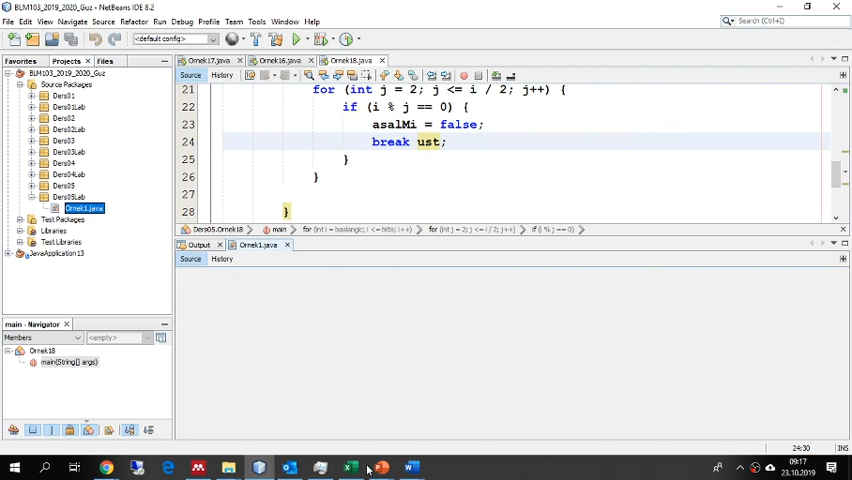 BLM103_2019_2020_Guz - NetBeans IDE 8.2
File Edit View Navigate Source Refactor Run Debug Profile Team Tools Window Help
Search (Ctrl+I)
<default config>
Favorites Projects Files
Ornek17.java Ornek16.java Ornek18.java
Source History
BLM103_2019_2020_Guz
Source Packages
Ders01
Ders01Lab
Ders02
Ders02Lab
Ders03
Ders03Lab
Ders04
Ders04Lab
Ders05
Ders05Lab
Ornek1.java
Test Packages
Libraries
Test Libraries
JavaApplication13
21 for (int j = 2; j <= i / 2; j++) {
22 if (i % j == 0) {
23 asalMi = false;
24 break ust;
25 }
26 }
27
28 }
Ders05.Ornek18 main for (int i = baslangic; i <= bitis; i++) for (int j = 2; j <= i / 2; j++) if (i % j == 0)
Output Ornek1.java
Source History
main - Navigator
Members <empty>
Ornek18
main(String[] args)
24:30 INS
09:17
23.10.2019